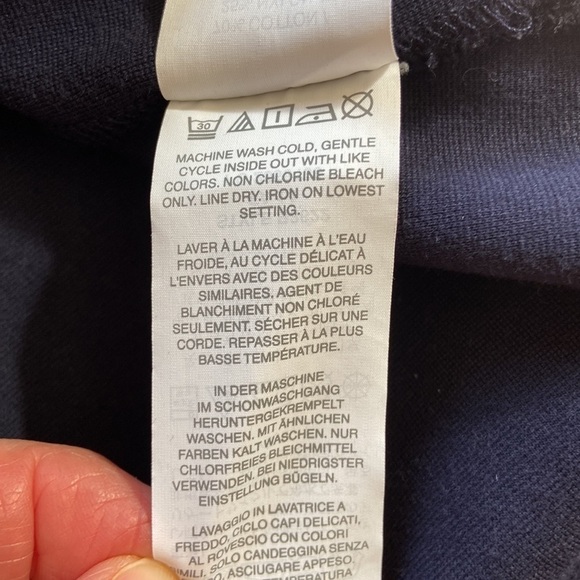 70% COTTON /
30
MACHINE WASH COLD, GENTLE
CYCLE INSIDE OUT WITH LIKE
COLORS. NON CHLORINE BLEACH
ONLY. LINE DRY. IRON ON LOWEST
SETTING.
LAVER À LA MACHINE À L'EAU
FROIDE, AU CYCLE DÉLICAT À
L'ENVERS AVEC DES COULEURS
SIMILAIRES. AGENT DE
BLANCHIMENT NON CHLORÉ
SEULEMENT. SÉCHER SUR UNE
CORDE. REPASSER À LA PLUS
BASSE TEMPÉRATURE.
IN DER MASCHINE
IM SCHONWASCHGANG
HERUNTERGEKREMPELT
WASCHEN. MIT ÄHNLICHEN
FARBEN KALT WASCHEN. NUR
CHLORFREIES BLEICHMITTEL
VERWENDEN. BEI NIEDRIGSTER
EINSTELLUNG BÜGELN.
LAVAGGIO IN LAVATRICE A
FREDDO, CICLO CAPI DELICATI,
AL ROVESCIO CON COLORI
SIMILI. SOLO CANDEGGINA SENZA
ASCIUGARE APPESO.
TEMPERATURA